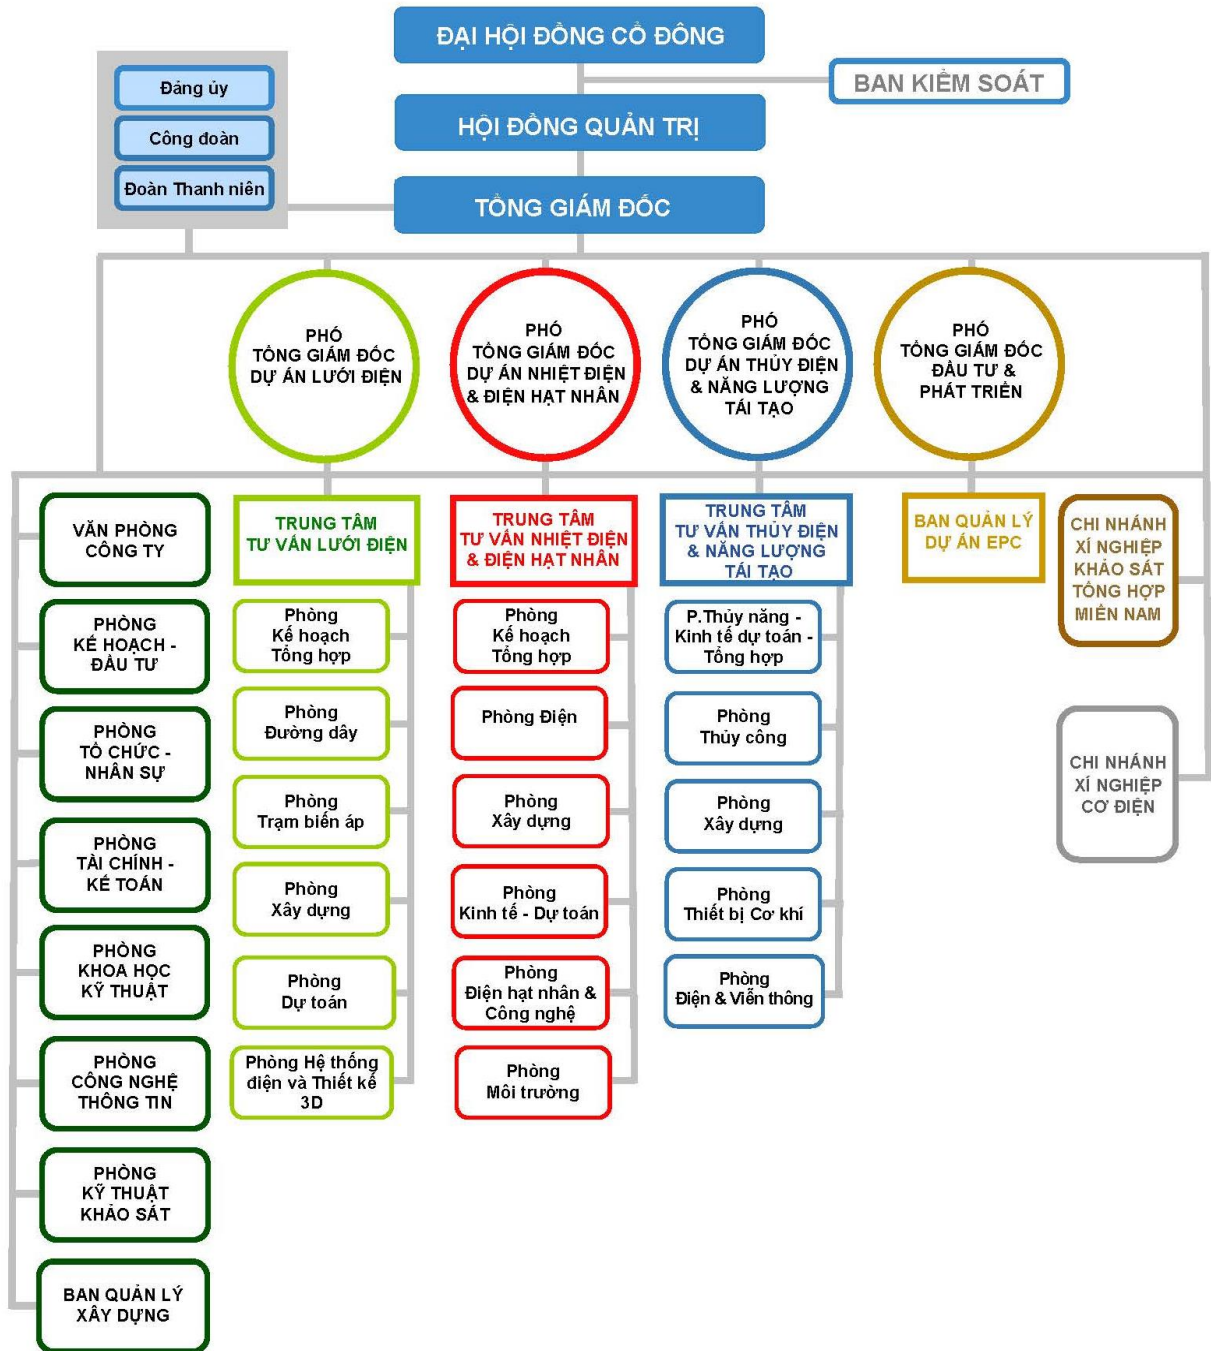 ĐẠI HỘI ĐỒNG CỔ ĐÔNG
BAN KIỂM SOÁT
Đảng ủy
Công đoàn
Đoàn Thanh niên
HỘI ĐỒNG QUẢN TRỊ
TỔNG GIÁM ĐỐC
PHÓ
TỔNG GIÁM ĐỐC
DỰ ÁN LƯỚI ĐIỆN
PHÓ
TỔNG GIÁM ĐỐC
DỰ ÁN NHIỆT ĐIỆN
& ĐIỆN HẠT NHÂN
PHÓ
TỔNG GIÁM ĐỐC
DỰ ÁN THỦY ĐIỆN
& NĂNG LƯỢNG
TÁI TẠO
PHÓ
TỔNG GIÁM ĐỐC
ĐẦU TƯ &
PHÁT TRIỂN
VĂN PHÒNG
CÔNG TY
PHÒNG
KẾ HOẠCH -
ĐẦU TƯ
PHÒNG
TỔ CHỨC -
NHÂN SỰ
PHÒNG
TÀI CHÍNH -
KẾ TOÁN
PHÒNG
KHOA HỌC
KỸ THUẬT
PHÒNG
CÔNG NGHỆ
THÔNG TIN
PHÒNG
KỸ THUẬT
KHẢO SÁT
BAN QUẢN LÝ
XÂY DỰNG
TRUNG TÂM
TƯ VẤN LƯỚI ĐIỆN
Phòng
Kế hoạch
Tổng hợp
Phòng
Đường dây
Phòng
Trạm biến áp
Phòng
Xây dựng
Phòng
Dự toán
Phòng Hệ thống
điện và Thiết kế
3D
TRUNG TÂM
TƯ VẤN NHIỆT ĐIỆN
& ĐIỆN HẠT NHÂN
Phòng
Kế hoạch
Tổng hợp
Phòng Điện
Phòng
Xây dựng
Phòng
Kinh tế - Dự toán
Phòng
Điện hạt nhân &
Công nghệ
Phòng
Môi trường
TRUNG TÂM
TƯ VẤN THỦY ĐIỆN
& NĂNG LƯỢNG
TÁI TẠO
P.Thủy năng -
Kinh tế dự toán -
Tổng hợp
Phòng
Thủy công
Phòng
Xây dựng
Phòng
Thiết bị Cơ khí
Phòng
Điện & Viễn thông
BAN QUẢN LÝ
DỰ ÁN EPC
CHI NHÁNH
XÍ NGHIỆP
KHẢO SÁT
TỔNG HỢP
MIỀN NAM
CHI NHÁNH
XÍ NGHIỆP
CƠ ĐIỆN